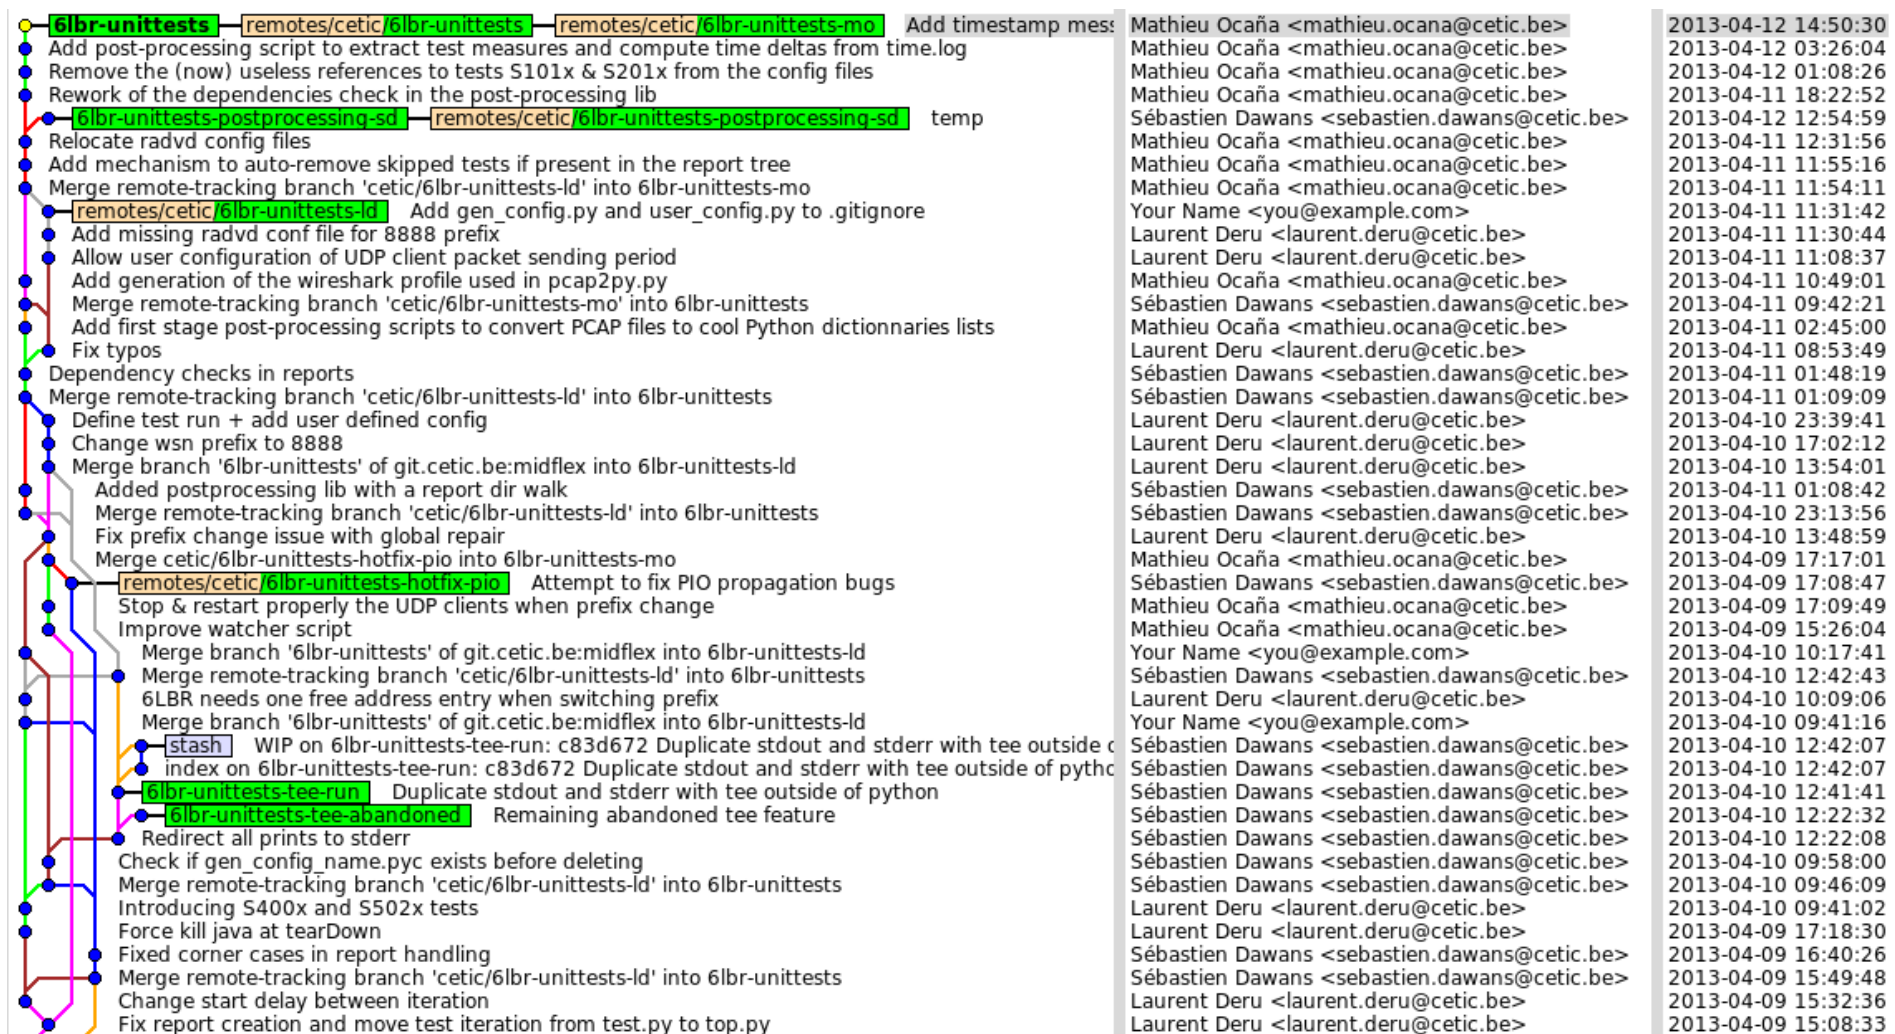 6lbr-unittests remotes/cetic/6lbr-unittests remotes/cetic/6lbr-unittests-mo Add timestamp mess Mathieu Ocaña <mathieu.ocana@cetic.be> 2013-04-12 14:50:30
Add post-processing script to extract test measures and compute time deltas from time.log Mathieu Ocaña <mathieu.ocana@cetic.be> 2013-04-12 03:26:04
Remove the (now) useless references to tests S101x & S201x from the config files Mathieu Ocaña <mathieu.ocana@cetic.be> 2013-04-12 01:08:26
Rework of the dependencies check in the post-processing lib Mathieu Ocaña <mathieu.ocana@cetic.be> 2013-04-11 18:22:52
6lbr-unittests-postprocessing-sd remotes/cetic/6lbr-unittests-postprocessing-sd temp Sébastien Dawans <sebastien.dawans@cetic.be> 2013-04-12 12:54:59
Relocate radvd config files Mathieu Ocaña <mathieu.ocana@cetic.be> 2013-04-11 12:31:56
Add mechanism to auto-remove skipped tests if present in the report tree Mathieu Ocaña <mathieu.ocana@cetic.be> 2013-04-11 11:55:16
Merge remote-tracking branch 'cetic/6lbr-unittests-ld' into 6lbr-unittests-mo Mathieu Ocaña <mathieu.ocana@cetic.be> 2013-04-11 11:54:11
remotes/cetic/6lbr-unittests-ld Add gen_config.py and user_config.py to .gitignore Your Name <you@example.com> 2013-04-11 11:31:42
Add missing radvd conf file for 8888 prefix Laurent Deru <laurent.deru@cetic.be> 2013-04-11 11:30:44
Allow user configuration of UDP client packet sending period Laurent Deru <laurent.deru@cetic.be> 2013-04-11 11:08:37
Add generation of the wireshark profile used in pcap2py.py Mathieu Ocaña <mathieu.ocana@cetic.be> 2013-04-11 10:49:01
Merge remote-tracking branch 'cetic/6lbr-unittests-mo' into 6lbr-unittests Sébastien Dawans <sebastien.dawans@cetic.be> 2013-04-11 09:42:21
Add first stage post-processing scripts to convert PCAP files to cool Python dictionnaries lists Mathieu Ocaña <mathieu.ocana@cetic.be> 2013-04-11 02:45:00
Fix typos Laurent Deru <laurent.deru@cetic.be> 2013-04-11 08:53:49
Dependency checks in reports Sébastien Dawans <sebastien.dawans@cetic.be> 2013-04-11 01:48:19
Merge remote-tracking branch 'cetic/6lbr-unittests-ld' into 6lbr-unittests Sébastien Dawans <sebastien.dawans@cetic.be> 2013-04-11 01:09:09
Define test run + add user defined config Laurent Deru <laurent.deru@cetic.be> 2013-04-10 23:39:41
Change wsn prefix to 8888 Laurent Deru <laurent.deru@cetic.be> 2013-04-10 17:02:12
Merge branch '6lbr-unittests' of git.cetic.be:midflex into 6lbr-unittests-ld Laurent Deru <laurent.deru@cetic.be> 2013-04-10 13:54:01
Added postprocessing lib with a report dir walk Sébastien Dawans <sebastien.dawans@cetic.be> 2013-04-11 01:08:42
Merge remote-tracking branch 'cetic/6lbr-unittests-ld' into 6lbr-unittests Sébastien Dawans <sebastien.dawans@cetic.be> 2013-04-10 23:13:56
Fix prefix change issue with global repair Laurent Deru <laurent.deru@cetic.be> 2013-04-10 13:48:59
Merge cetic/6lbr-unittests-hotfix-pio into 6lbr-unittests-mo Mathieu Ocaña <mathieu.ocana@cetic.be> 2013-04-09 17:17:01
remotes/cetic/6lbr-unittests-hotfix-pio Attempt to fix PIO propagation bugs Sébastien Dawans <sebastien.dawans@cetic.be> 2013-04-09 17:08:47
Stop & restart properly the UDP clients when prefix change Mathieu Ocaña <mathieu.ocana@cetic.be> 2013-04-09 17:09:49
Improve watcher script Mathieu Ocaña <mathieu.ocana@cetic.be> 2013-04-09 15:26:04
Merge branch '6lbr-unittests' of git.cetic.be:midflex into 6lbr-unittests-ld Your Name <you@example.com> 2013-04-10 10:17:41
Merge remote-tracking branch 'cetic/6lbr-unittests-ld' into 6lbr-unittests Sébastien Dawans <sebastien.dawans@cetic.be> 2013-04-10 12:42:43
6LBR needs one free address entry when switching prefix Laurent Deru <laurent.deru@cetic.be> 2013-04-10 10:09:06
Merge branch '6lbr-unittests' of git.cetic.be:midflex into 6lbr-unittests-ld Your Name <you@example.com> 2013-04-10 09:41:16
stash WIP on 6lbr-unittests-tee-run: c83d672 Duplicate stdout and stderr with tee outside o Sébastien Dawans <sebastien.dawans@cetic.be> 2013-04-10 12:42:07
index on 6lbr-unittests-tee-run: c83d672 Duplicate stdout and stderr with tee outside of pytho Sébastien Dawans <sebastien.dawans@cetic.be> 2013-04-10 12:42:07
6lbr-unittests-tee-run Duplicate stdout and stderr with tee outside of python Sébastien Dawans <sebastien.dawans@cetic.be> 2013-04-10 12:41:41
6lbr-unittests-tee-abandoned Remaining abandoned tee feature Sébastien Dawans <sebastien.dawans@cetic.be> 2013-04-10 12:22:32
Redirect all prints to stderr Sébastien Dawans <sebastien.dawans@cetic.be> 2013-04-10 12:22:08
Check if gen_config_name.pyc exists before deleting Sébastien Dawans <sebastien.dawans@cetic.be> 2013-04-10 09:58:00
Merge remote-tracking branch 'cetic/6lbr-unittests-ld' into 6lbr-unittests Sébastien Dawans <sebastien.dawans@cetic.be> 2013-04-10 09:46:09
Introducing S400x and S502x tests Laurent Deru <laurent.deru@cetic.be> 2013-04-10 09:41:02
Force kill java at tearDown Laurent Deru <laurent.deru@cetic.be> 2013-04-09 17:18:30
Fixed corner cases in report handling Sébastien Dawans <sebastien.dawans@cetic.be> 2013-04-09 16:40:26
Merge remote-tracking branch 'cetic/6lbr-unittests-ld' into 6lbr-unittests Sébastien Dawans <sebastien.dawans@cetic.be> 2013-04-09 15:49:48
Change start delay between iteration Laurent Deru <laurent.deru@cetic.be> 2013-04-09 15:32:36
Fix report creation and move test iteration from test.py to top.py Laurent Deru <laurent.deru@cetic.be> 2013-04-09 15:08:33